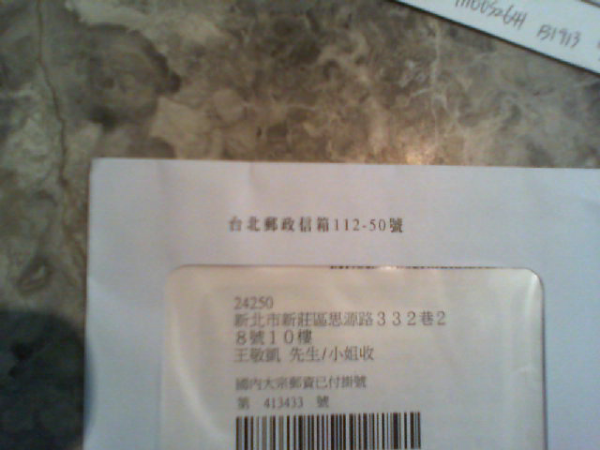 B1913
台北郵政信箱112-50號
24250
新北市新莊區思源路３３２巷２
８號１０樓
王敬凱 先生/小姐收
國內大宗郵資已付掛號
第 413433 號